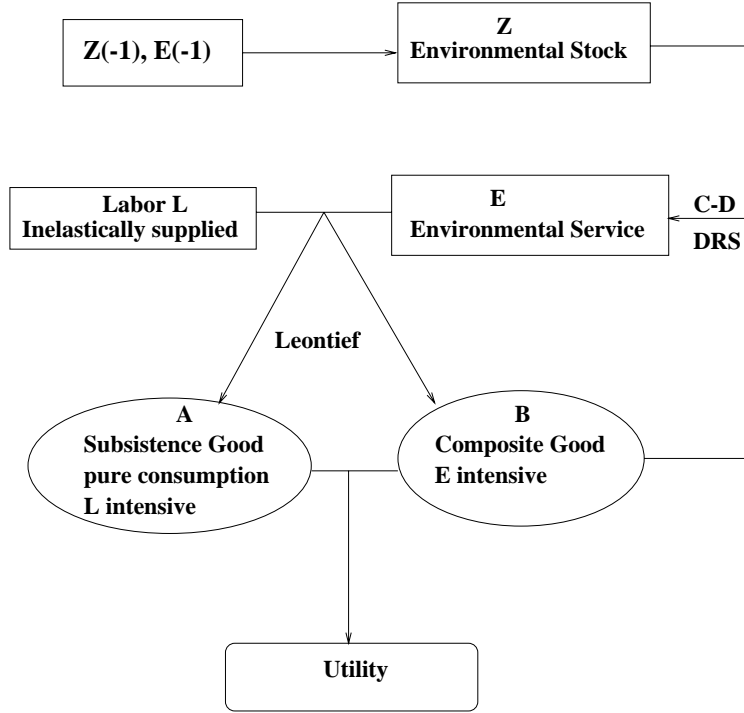 Z(-1), E(-1)
Z
Environmental Stock
Labor L
Inelastically supplied
E
Environmental Service
C-D
DRS
Leontief
A
Subsistence Good
pure consumption
L intensive
B
Composite Good
E intensive
Utility